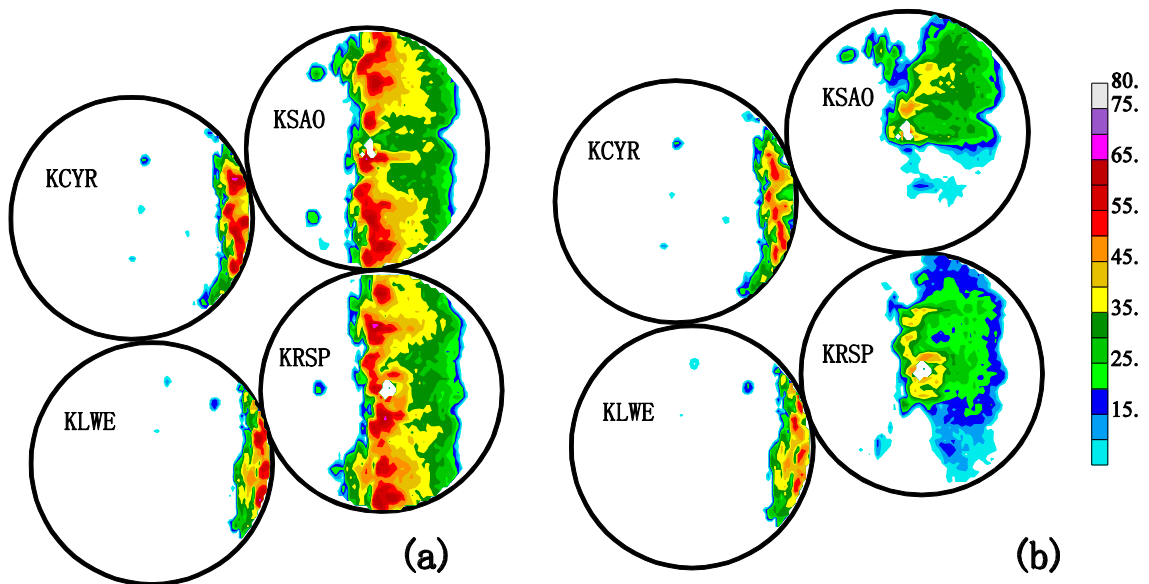 KSAO
KCYR
KRSP
KLWE
(a)
KSAO
KCYR
KRSP
KLWE
(b)
80.
75.
65.
55.
45.
35.
25.
15.